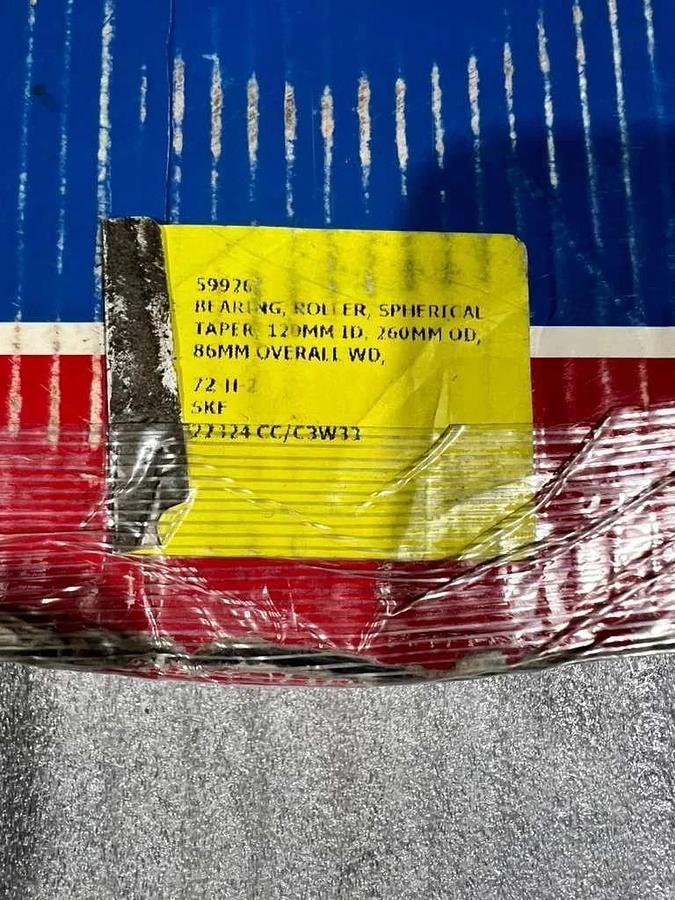 59926
BEARING, ROLLER, SPHERICAL
TAPER, 120MM ID, 260MM OD,
86MM OVERALL WD,
72 H-2
SKF
22324 CC/C3W33